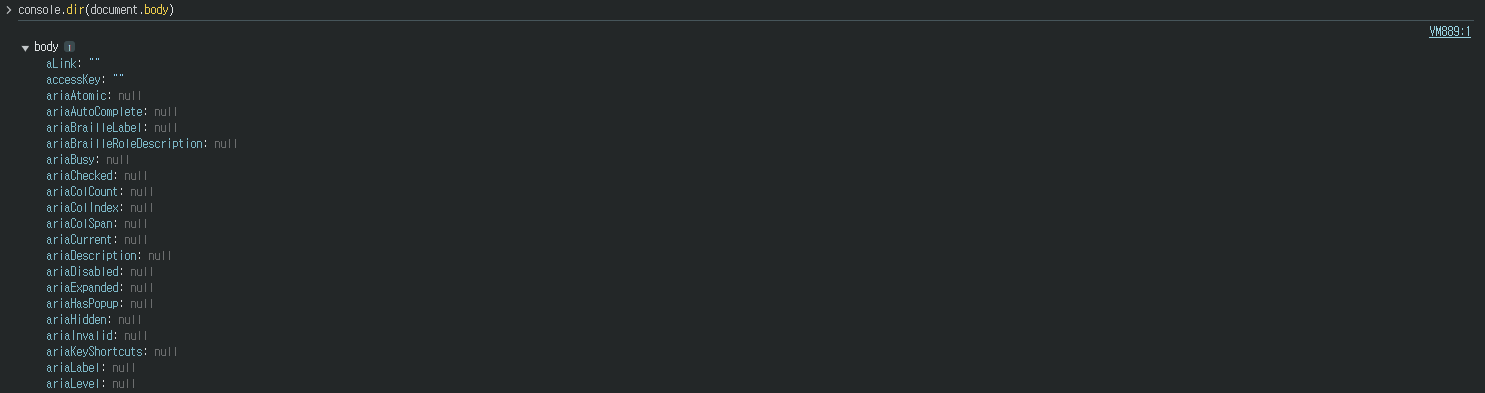 console.dir(document.body)
VM889:1
body i
aLink: ""
accessKey: ""
ariaAtomic: null
ariaAutoComplete: null
ariaBrailleLabel: null
ariaBrailleRoleDescription: null
ariaBusy: null
ariaChecked: null
ariaColCount: null
ariaColIndex: null
ariaColSpan: null
ariaCurrent: null
ariaDescription: null
ariaDisabled: null
ariaExpanded: null
ariaHasPopup: null
ariaHidden: null
ariaInvalid: null
ariaKeyShortcuts: null
ariaLabel: null
ariaLevel: null